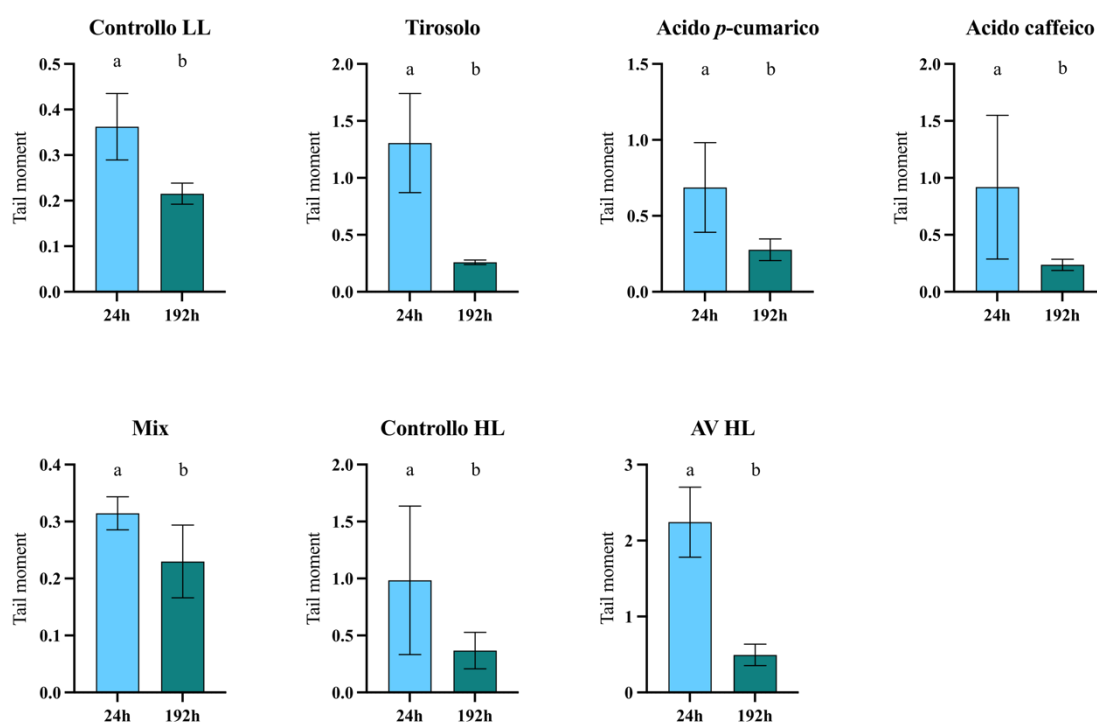 Controllo LL
a
b
Tail moment
0.5
0.4
0.3
0.2
0.1
0.0
24h
192h
Tirosolo
a
b
Tail moment
2.0
1.5
1.0
0.5
0.0
24h
192h
Acido p-cumarico
a
b
Tail moment
1.5
1.0
0.5
0.0
24h
192h
Acido caffeico
a
b
Tail moment
2.0
1.5
1.0
0.5
0.0
24h
192h
Mix
a
b
Tail moment
0.4
0.3
0.2
0.1
0.0
24h
192h
Controllo HL
a
b
Tail moment
2.0
1.5
1.0
0.5
0.0
24h
192h
AV HL
a
b
Tail moment
3
2
1
0
24h
192h